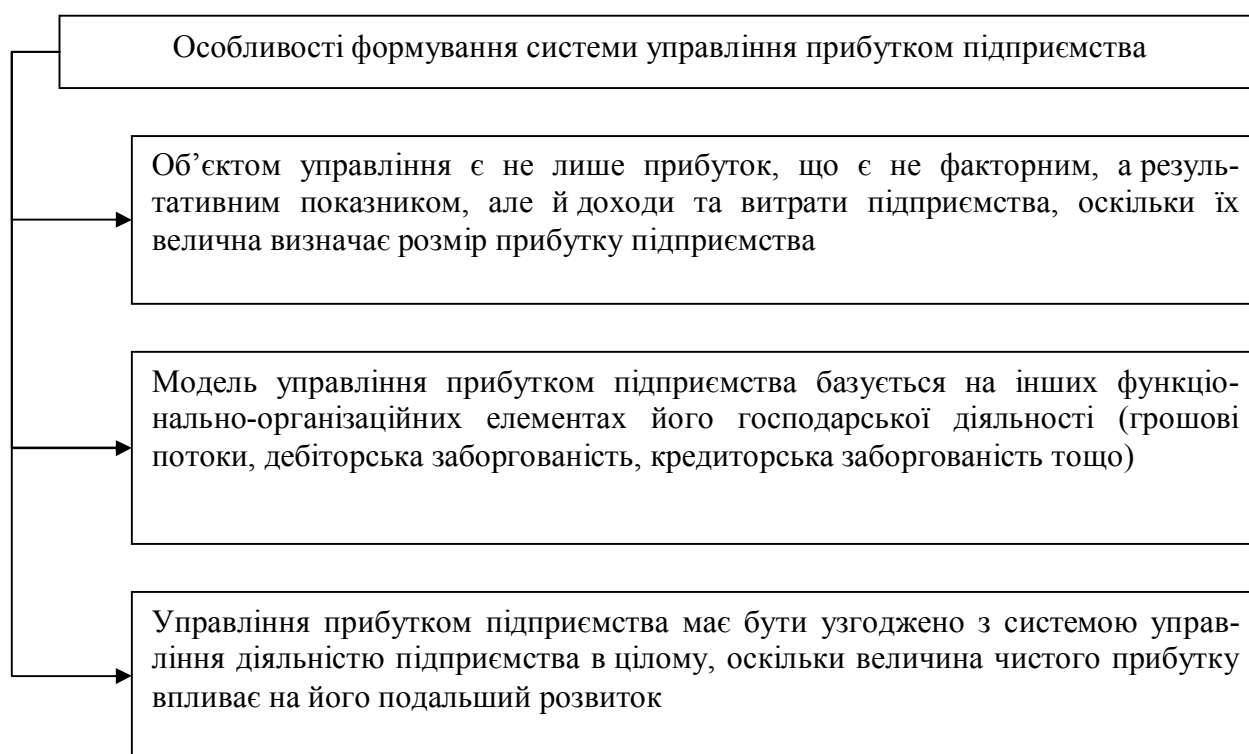 Особливості формування системи управління прибутком підприємства
Об’єктом управління є не лише прибуток, що є не факторним, а резуль-
тативним показником, але й доходи та витрати підприємства, оскільки їх
велична визначає розмір прибутку підприємства
Модель управління прибутком підприємства базується на інших функціо-
нально-організаційних елементах його господарської діяльності (грошові
потоки, дебіторська заборгованість, кредиторська заборгованість тощо)
Управління прибутком підприємства має бути узгоджено з системою управ-
ління діяльністю підприємства в цілому, оскільки величина чистого прибутку
впливає на його подальший розвиток